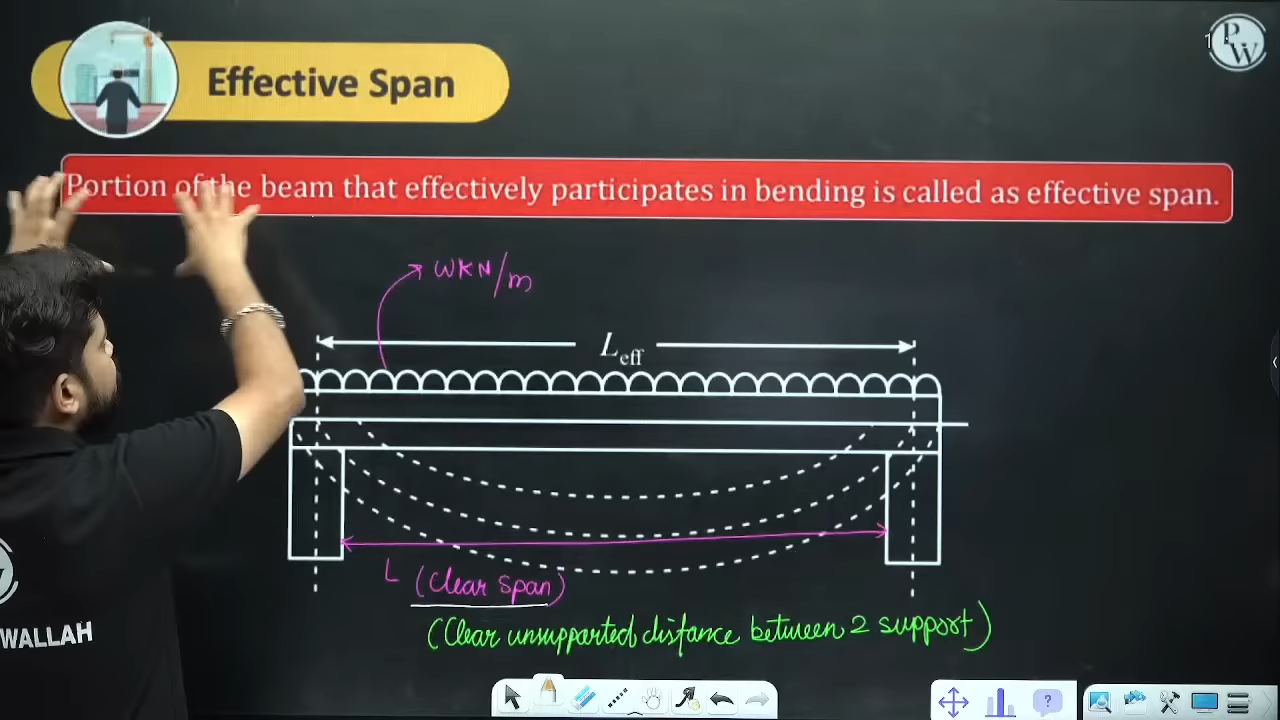 PW
Effective Span
Portion of the beam that effectively participates in bending is called as effective span.
WKN/m
Leff
L (Clear span)
(Clear unsupported distance between 2 support)
WALLAH
?